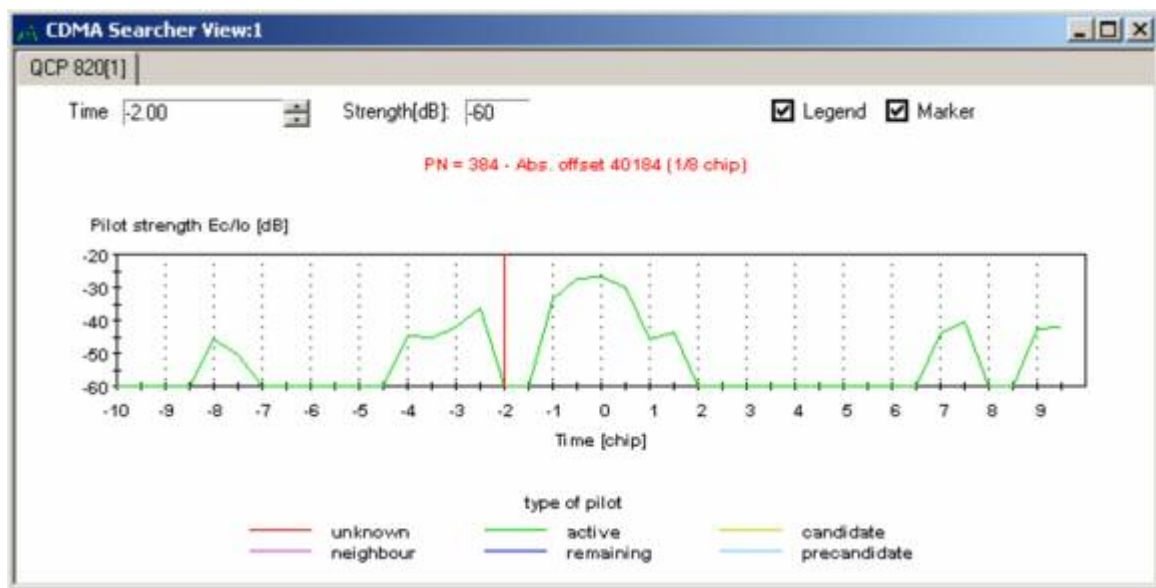 CDMA Searcher View:1
QCP 820[1]
Time -2.00 Strength[dB]: -60 Legend Marker
PN = 384 - Abs. offset 40184 (1/8 chip)
Pilot strength Ec/Io [dB]
-20
-30
-40
-50
-60
-10 -9 -8 -7 -6 -5 -4 -3 -2 -1 0 1 2 3 4 5 6 7 8 9
Time [chip]
type of pilot
unknown active candidate
neighbour remaining precandidate